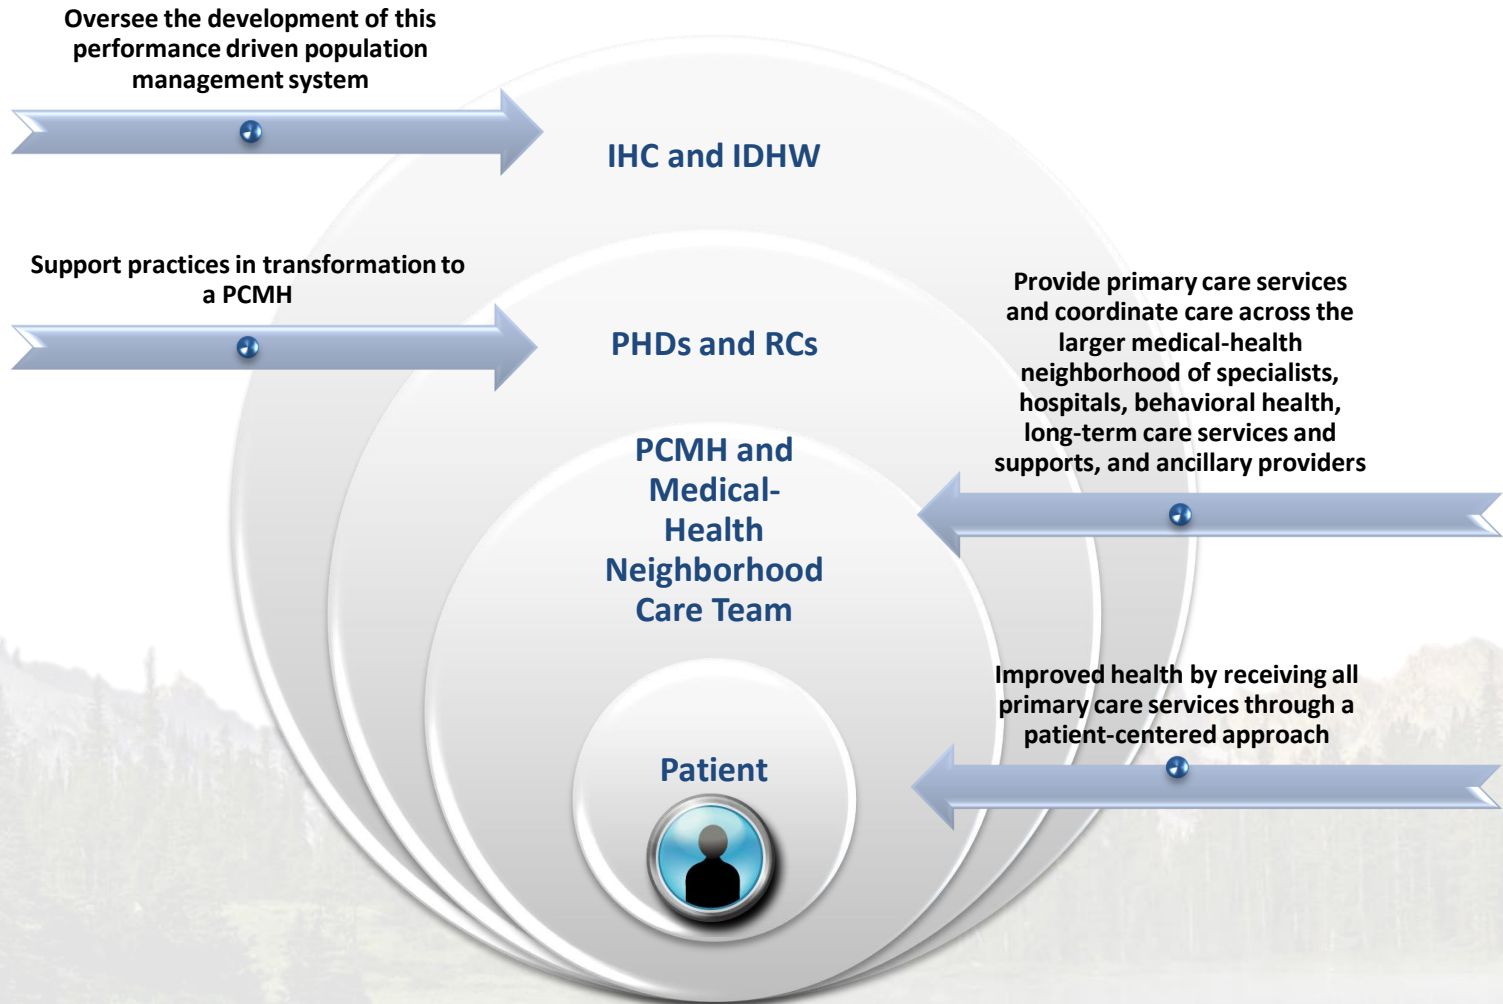 Oversee the development of this
performance driven population
management system
IHC and IDHW
Support practices in transformation to
a PCMH
PHDs and RCs
Provide primary care services
and coordinate care across the
larger medical-health
neighborhood of specialists,
hospitals, behavioral health,
long-term care services and
supports, and ancillary providers
PCMH and
Medical-
Health
Neighborhood
Care Team
Improved health by receiving all
primary care services through a
patient-centered approach
Patient